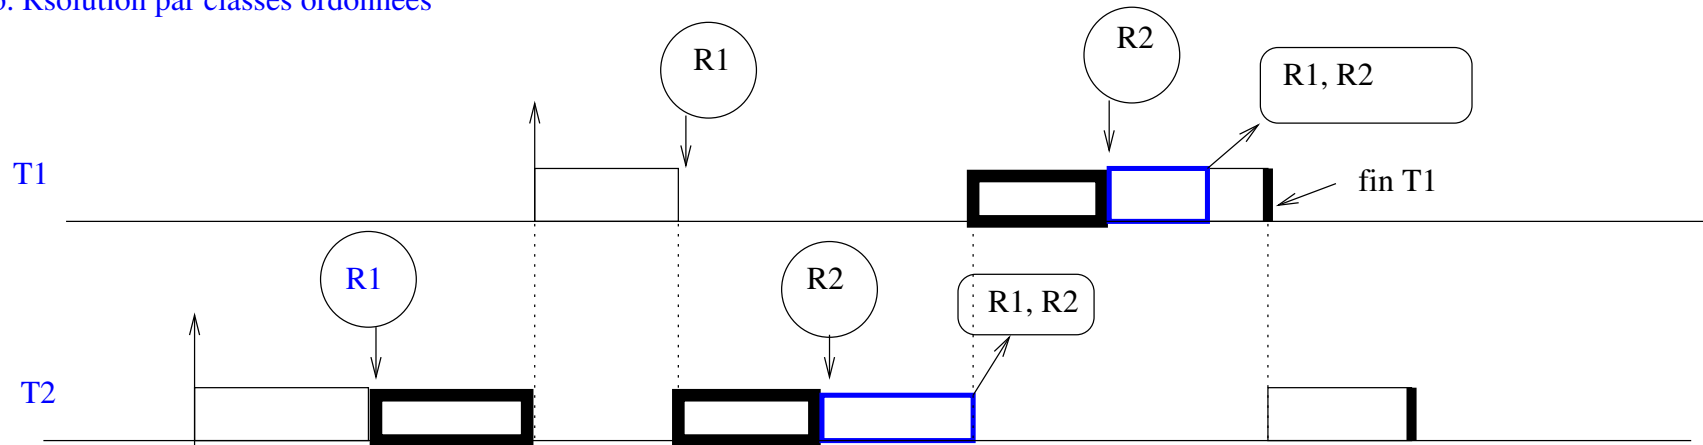 Rsolution par classes ordonnées
R1
R2
R1, R2
T1
fin T1
R1
R2
R1, R2
T2